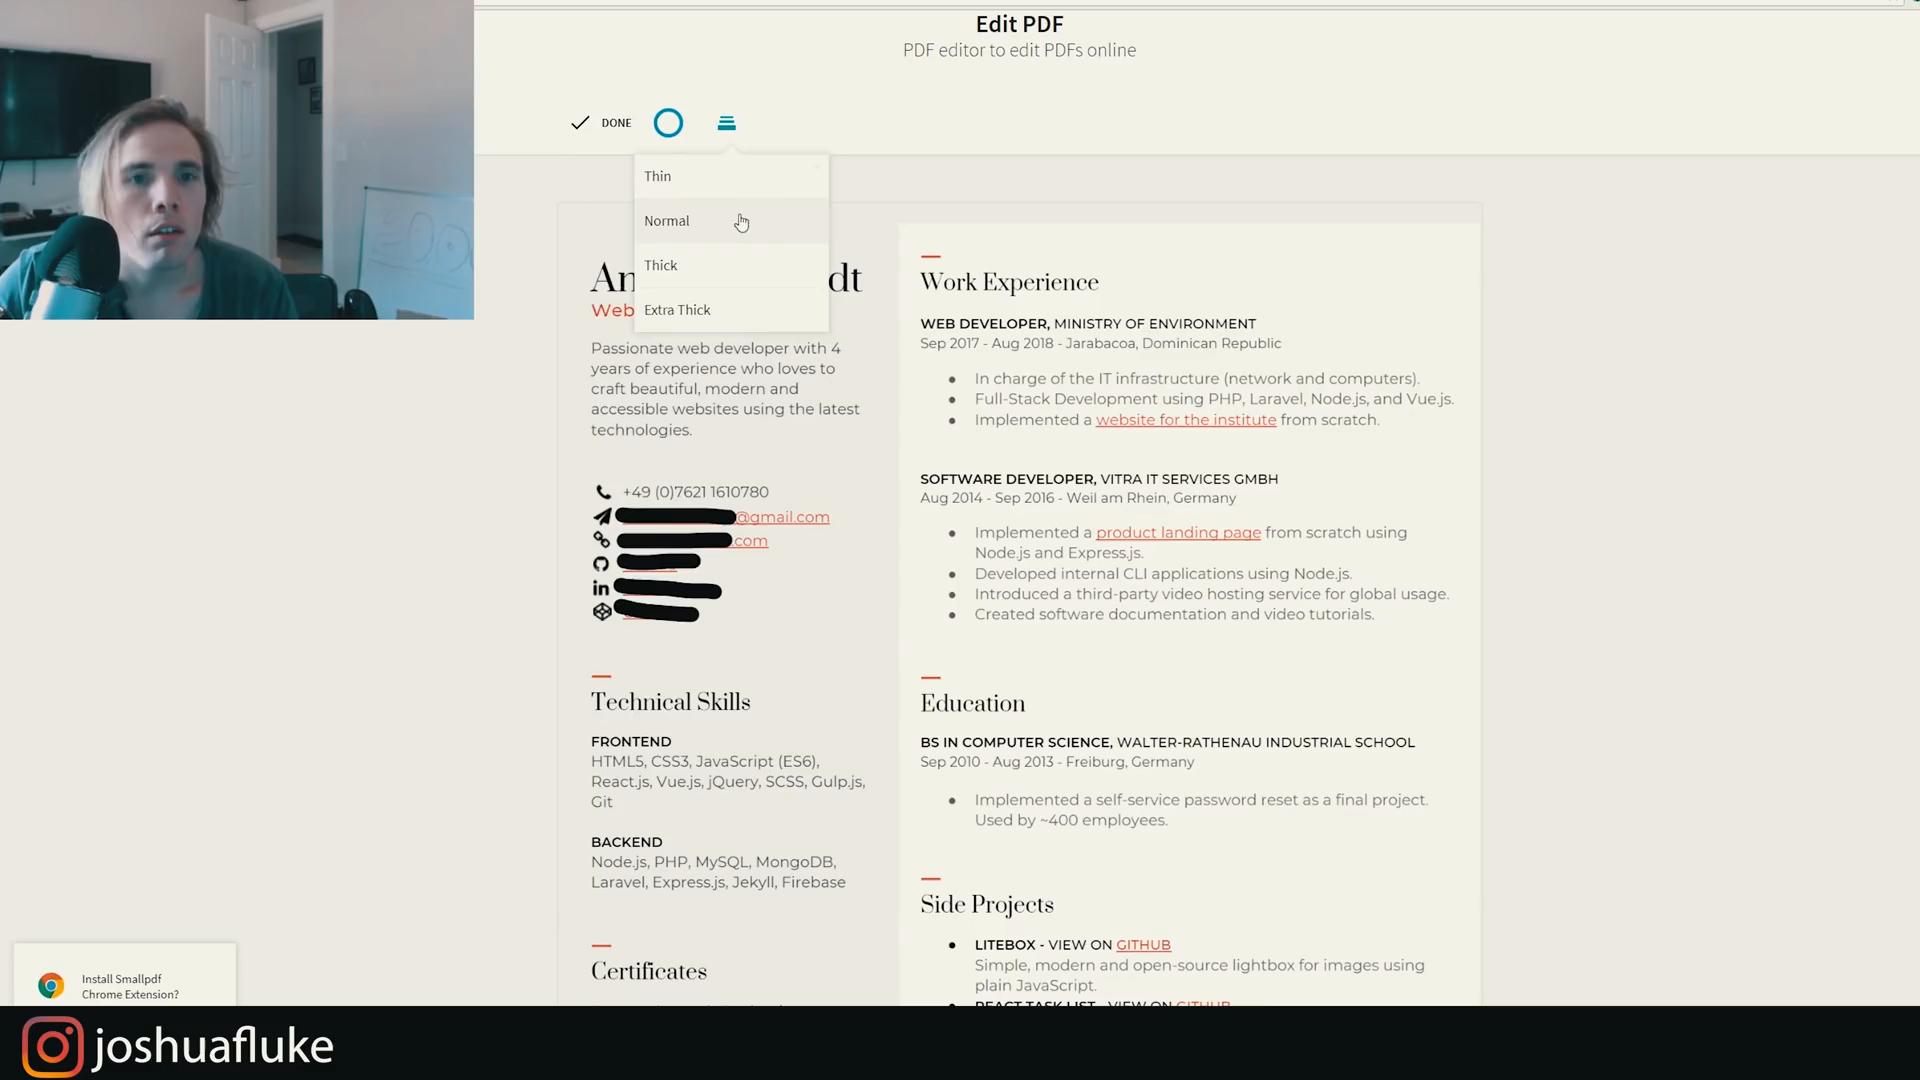 Edit PDF
PDF editor to edit PDFs online
DONE
Thin
Normal
Thick
Extra Thick
An dt
Web
Passionate web developer with 4
years of experience who loves to
craft beautiful, modern and
accessible websites using the latest
technologies.
+49 (0)7621 1610780
@gmail.com
.com
Technical Skills
FRONTEND
HTML5, CSS3, JavaScript (ES6),
React.js, Vue.js, jQuery, SCSS, Gulp.js,
Git
BACKEND
Node.js, PHP, MySQL, MongoDB,
Laravel, Express.js, Jekyll, Firebase
Certificates
Work Experience
WEB DEVELOPER, MINISTRY OF ENVIRONMENT
Sep 2017 - Aug 2018 - Jarabacoa, Dominican Republic
In charge of the IT infrastructure (network and computers).
Full-Stack Development using PHP, Laravel, Node.js, and Vue.js.
Implemented a website for the institute from scratch.
SOFTWARE DEVELOPER, VITRA IT SERVICES GMBH
Aug 2014 - Sep 2016 - Weil am Rhein, Germany
Implemented a product landing page from scratch using
Node.js and Express.js.
Developed internal CLI applications using Node.js.
Introduced a third-party video hosting service for global usage.
Created software documentation and video tutorials.
Education
BS IN COMPUTER SCIENCE, WALTER-RATHENAU INDUSTRIAL SCHOOL
Sep 2010 - Aug 2013 - Freiburg, Germany
Implemented a self-service password reset as a final project.
Used by ~400 employees.
Side Projects
LITEBOX - VIEW ON GITHUB
Simple, modern and open-source lightbox for images using
plain JavaScript.
REACT TASK LIST - VIEW ON GITHUB
Install Smallpdf
Chrome Extension?
joshuafluke